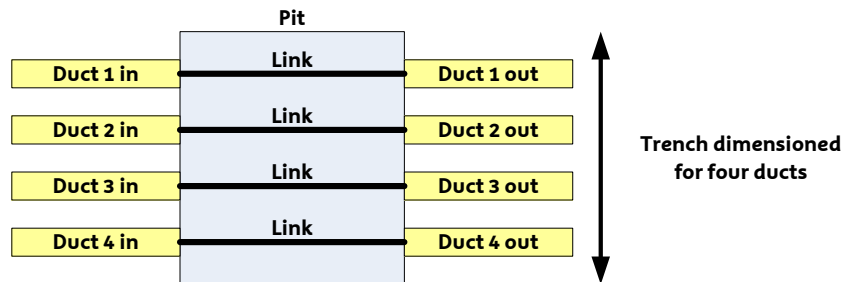 Pit
Link
Duct 1 in
Duct 1 out
Link
Duct 2 in
Duct 2 out
Trench dimensioned
for four ducts
Link
Duct 3 in
Duct 3 out
Link
Duct 4 in
Duct 4 out